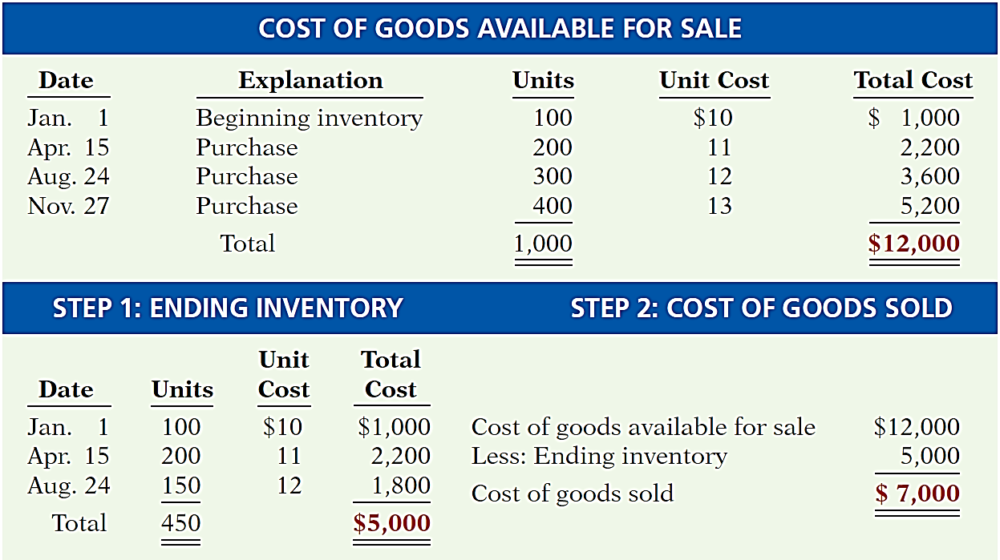 COST OF GOODS AVAILABLE FOR SALE
Date Explanation Units Unit Cost Total Cost
Jan. 1 Beginning inventory 100 $10 $ 1,000
Apr. 15 Purchase 200 11 2,200
Aug. 24 Purchase 300 12 3,600
Nov. 27 Purchase 400 13 5,200
Total 1,000 $12,000
STEP 1: ENDING INVENTORY STEP 2: COST OF GOODS SOLD
Unit Total
Date Units Cost Cost
Jan. 1 100 $10 $1,000 Cost of goods available for sale $12,000
Apr. 15 200 11 2,200 Less: Ending inventory 5,000
Aug. 24 150 12 1,800 Cost of goods sold $ 7,000
Total 450 $5,000